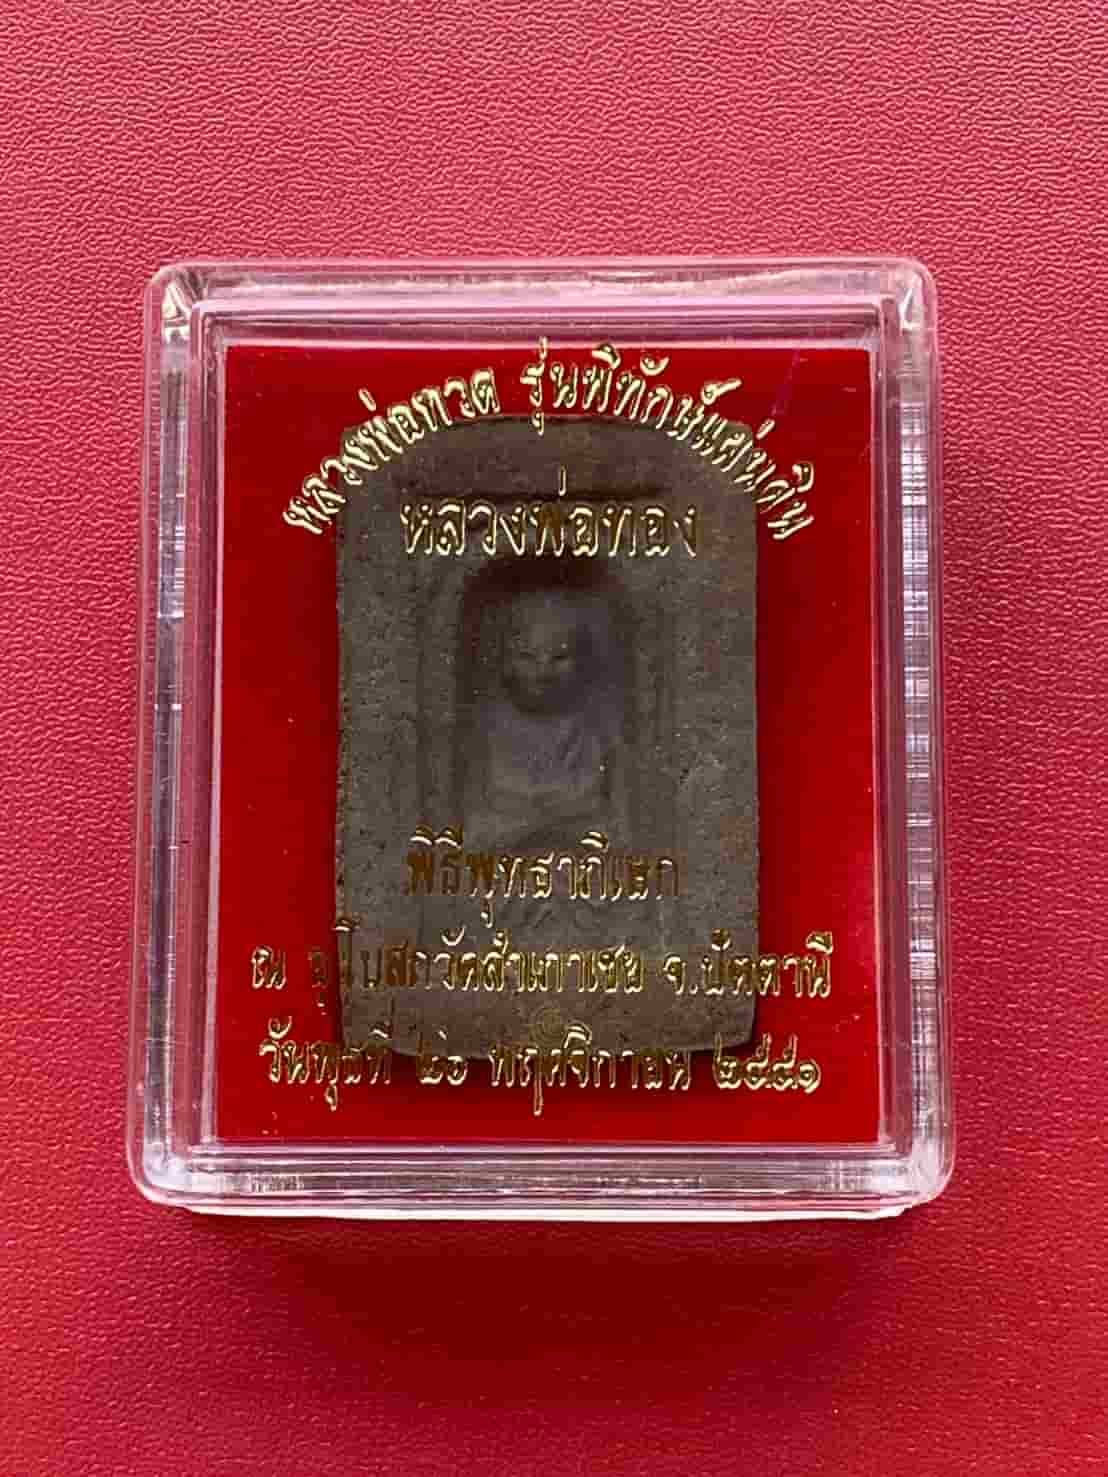 หลวงพ่อทวด รุ่นพิทักษ์แผ่นดิน
หลวงพ่อทอง
พิธีพุทธาภิเษก
ณ อุโบสถวัดสำเภาเชย จ.ปัตตานี
วันพุธที่ ๒๖ พฤศจิกายน ๒๕๕๑